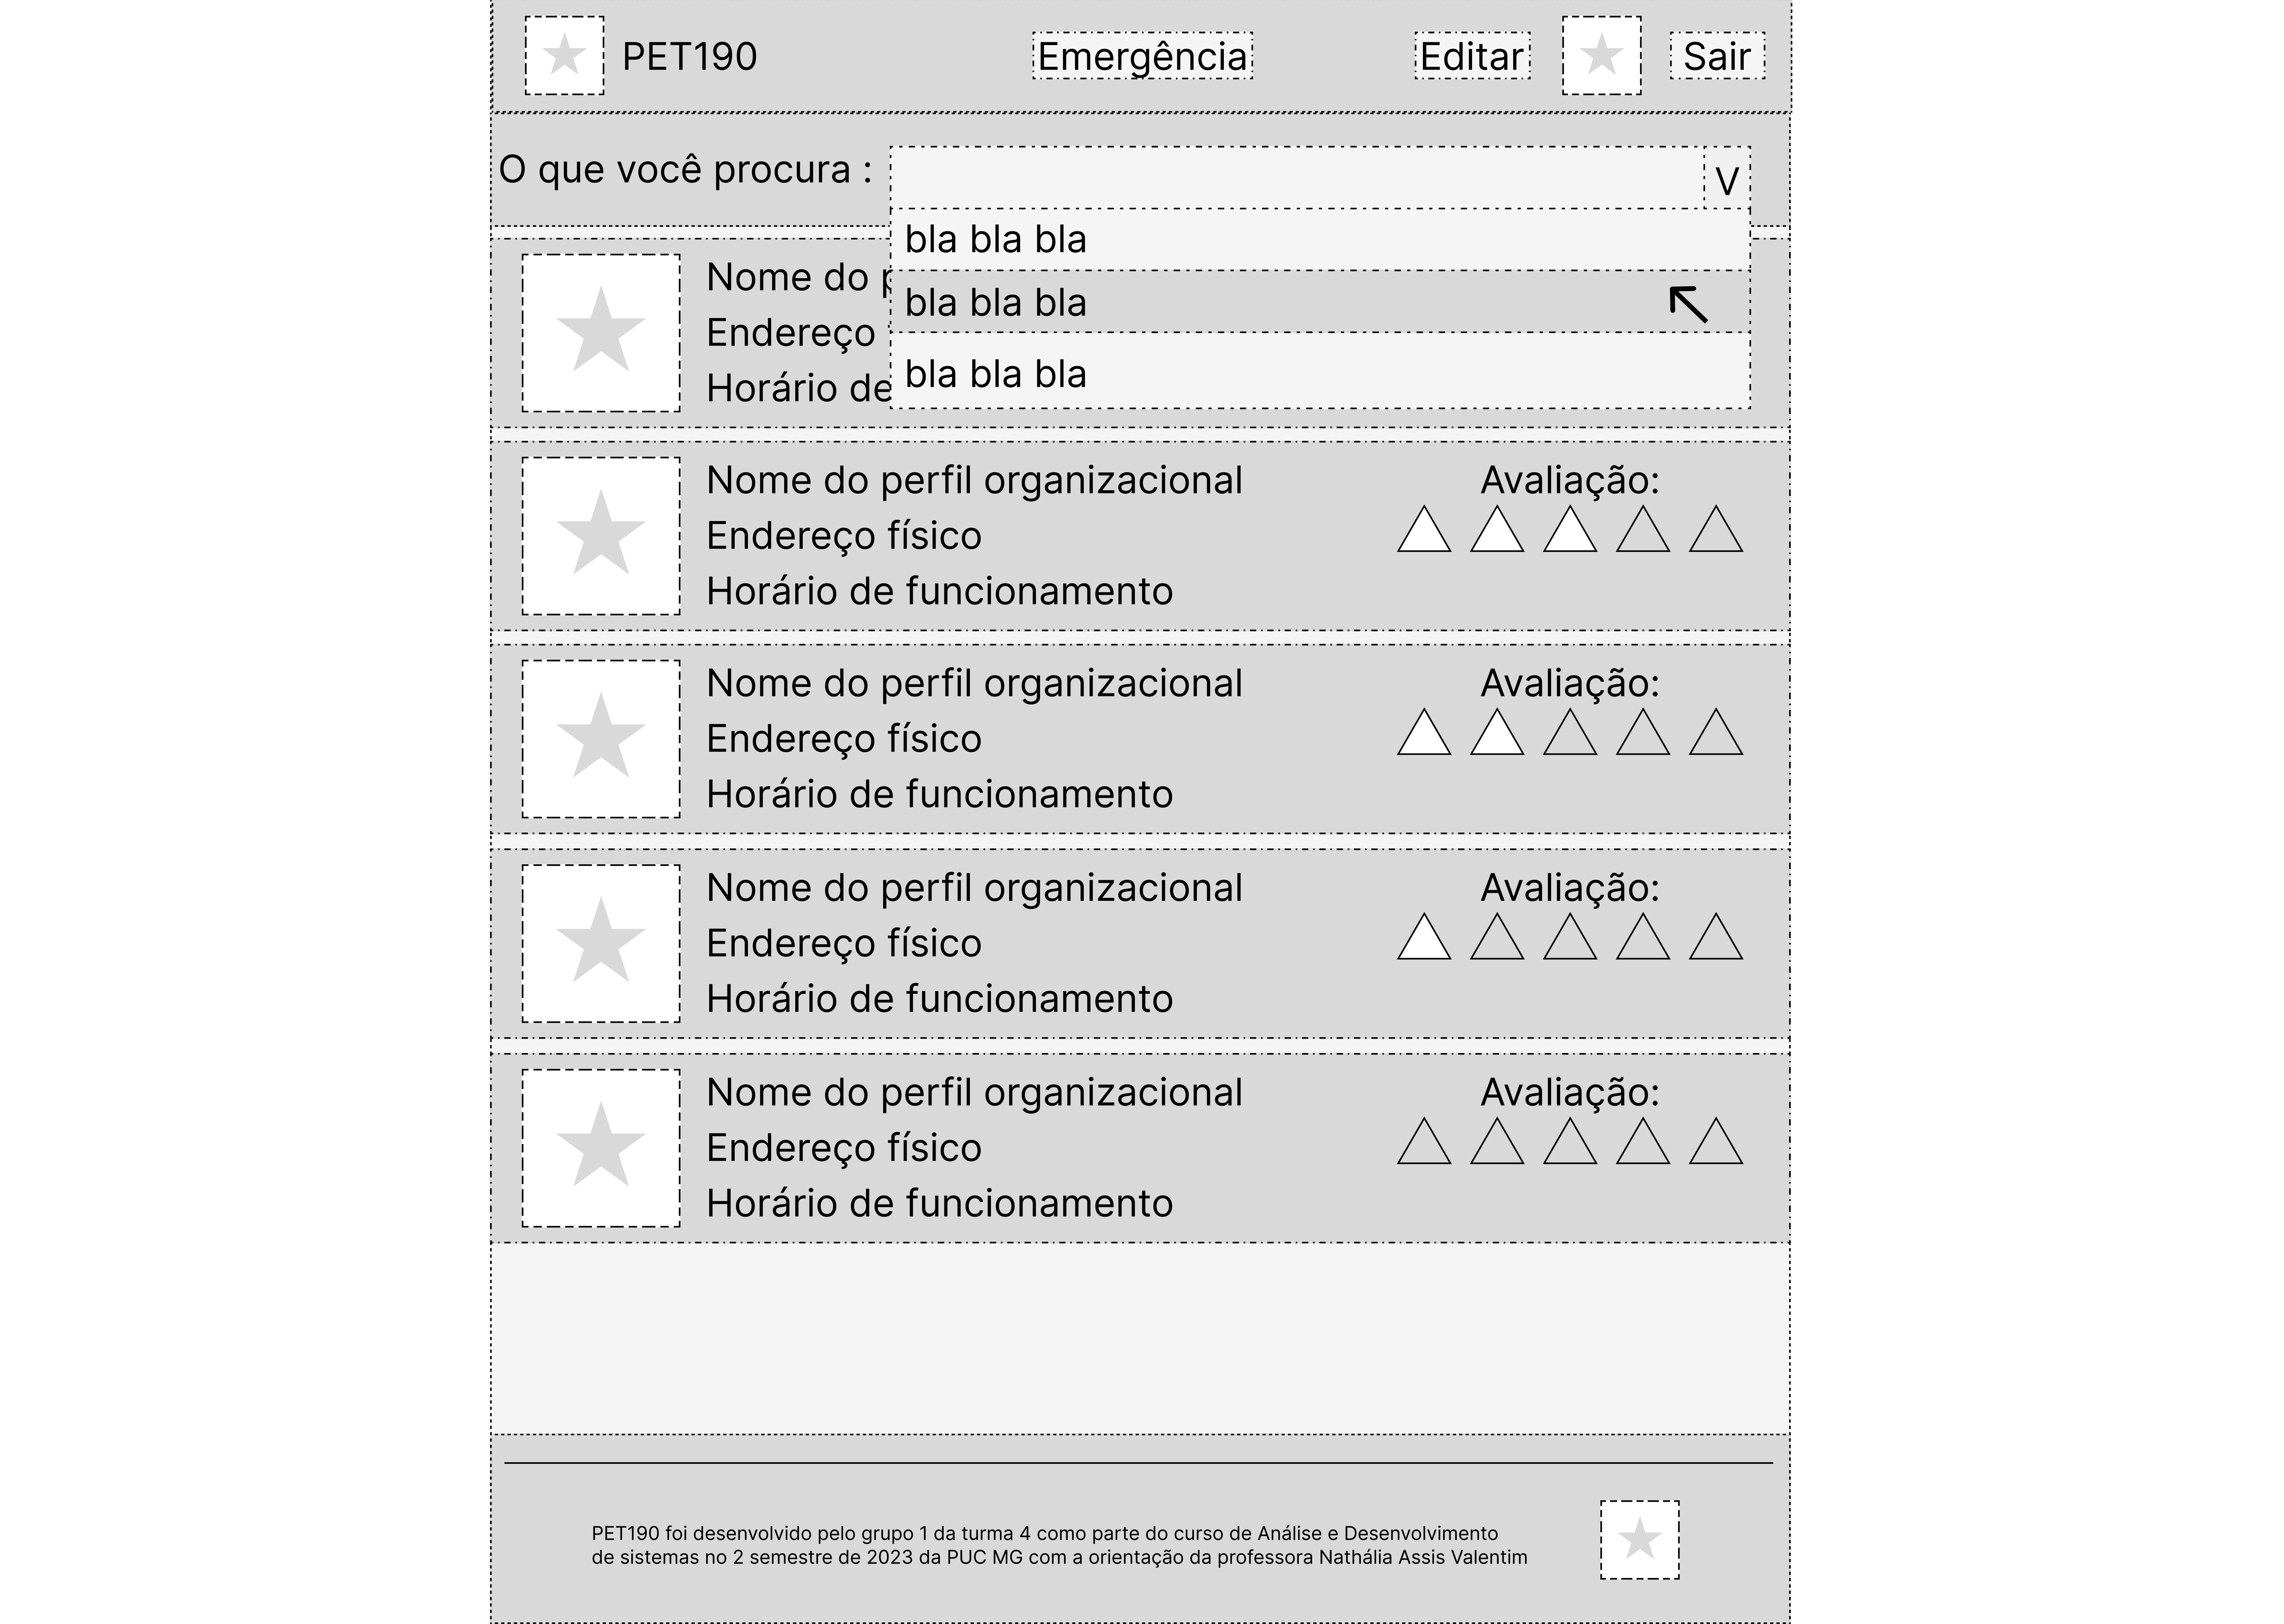 PET190 Emergência Editar Sair
O que você procura : V
bla bla bla
bla bla bla
bla bla bla
Nome do
Endereço
Horário de
Nome do perfil organizacional
Endereço físico
Horário de funcionamento
Avaliação:
Nome do perfil organizacional
Endereço físico
Horário de funcionamento
Avaliação:
Nome do perfil organizacional
Endereço físico
Horário de funcionamento
Avaliação:
Nome do perfil organizacional
Endereço físico
Horário de funcionamento
Avaliação:
PET190 foi desenvolvido pelo grupo 1 da turma 4 como parte do curso de Análise e Desenvolvimento
de sistemas no 2 semestre de 2023 da PUC MG com a orientação da professora Nathália Assis Valentim